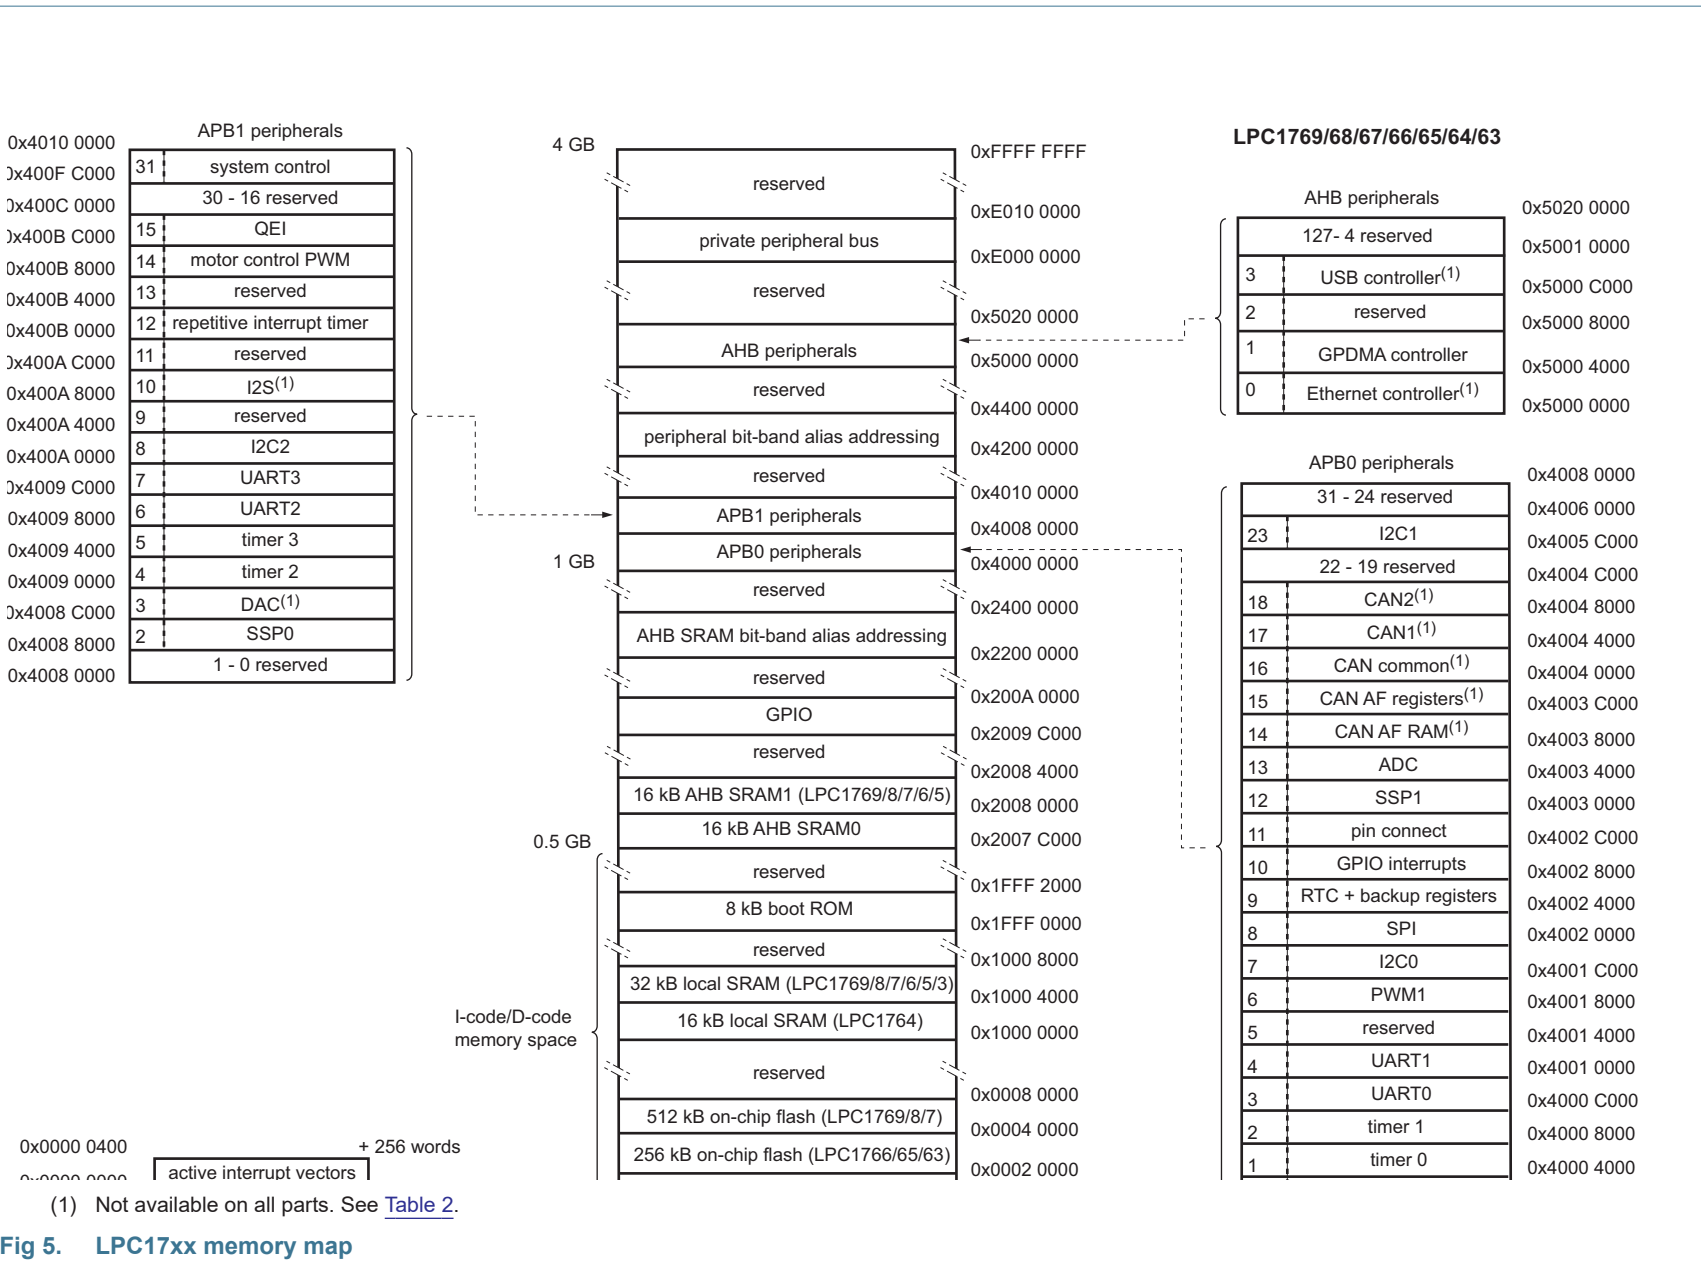 LPC1769/68/67/66/65/64/63
APB1 peripherals
0x4010 0000
31 system control
0x400F C000
30 - 16 reserved
0x400C 0000
15 QEI
0x400B C000
14 motor control PWM
0x400B 8000
13 reserved
0x400B 4000
12 repetitive interrupt timer
0x400B 0000
11 reserved
0x400A C000
10 I2S(1)
0x400A 8000
9 reserved
0x400A 4000
8 I2C2
0x400A 0000
7 UART3
0x4009 C000
6 UART2
0x4009 8000
5 timer 3
0x4009 4000
4 timer 2
0x4009 0000
3 DAC(1)
0x4008 C000
2 SSP0
0x4008 8000
1 - 0 reserved
0x4008 0000
4 GB
0xFFFF FFFF
reserved
0xE010 0000
private peripheral bus
0xE000 0000
reserved
0x5020 0000
AHB peripherals
0x5000 0000
reserved
0x4400 0000
peripheral bit-band alias addressing
0x4200 0000
reserved
0x4010 0000
APB1 peripherals
0x4008 0000
APB0 peripherals
1 GB
0x4000 0000
reserved
0x2400 0000
AHB SRAM bit-band alias addressing
0x2200 0000
reserved
0x200A 0000
GPIO
0x2009 C000
reserved
0x2008 4000
16 kB AHB SRAM1 (LPC1769/8/7/6/5)
0x2008 0000
16 kB AHB SRAM0
0.5 GB
0x2007 C000
reserved
0x1FFF 2000
8 kB boot ROM
0x1FFF 0000
reserved
0x1000 8000
32 kB local SRAM (LPC1769/8/7/6/5/3)
0x1000 4000
16 kB local SRAM (LPC1764)
0x1000 0000
I-code/D-code
memory space
reserved
0x0008 0000
512 kB on-chip flash (LPC1769/8/7)
0x0004 0000
256 kB on-chip flash (LPC1766/65/63)
0x0002 0000
AHB peripherals
0x5020 0000
127- 4 reserved
0x5001 0000
3 USB controller(1)
0x5000 C000
2 reserved
0x5000 8000
1 GPDMA controller
0x5000 4000
0 Ethernet controller(1)
0x5000 0000
APB0 peripherals
0x4008 0000
31 - 24 reserved
0x4006 0000
23 I2C1
0x4005 C000
22 - 19 reserved
0x4004 C000
18 CAN2(1)
0x4004 8000
17 CAN1(1)
0x4004 4000
16 CAN common(1)
0x4004 0000
15 CAN AF registers(1)
0x4003 C000
14 CAN AF RAM(1)
0x4003 8000
13 ADC
0x4003 4000
12 SSP1
0x4003 0000
11 pin connect
0x4002 C000
10 GPIO interrupts
0x4002 8000
9 RTC + backup registers
0x4002 4000
8 SPI
0x4002 0000
7 I2C0
0x4001 C000
6 PWM1
0x4001 8000
5 reserved
0x4001 4000
4 UART1
0x4001 0000
3 UART0
0x4000 C000
2 timer 1
0x4000 8000
1 timer 0
0x4000 4000
0x0000 0400
+ 256 words
active interrupt vectors
(1) Not available on all parts. See Table 2.
Fig 5. LPC17xx memory map